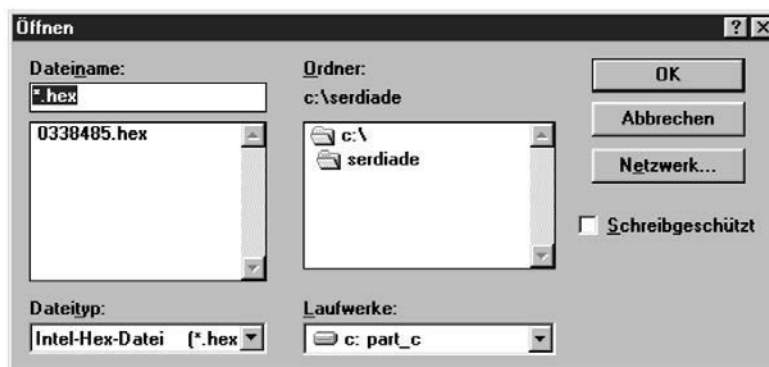 Öffnen
Dateiname:
*.hex
0338485.hex
Dateityp:
Intel-Hex-Datei (*.hex
Ordner:
c:\serdiade
c:\
serdiade
Laufwerke:
c: part_c
OK
Abbrechen
Netzwerk...
Schreibgeschützt